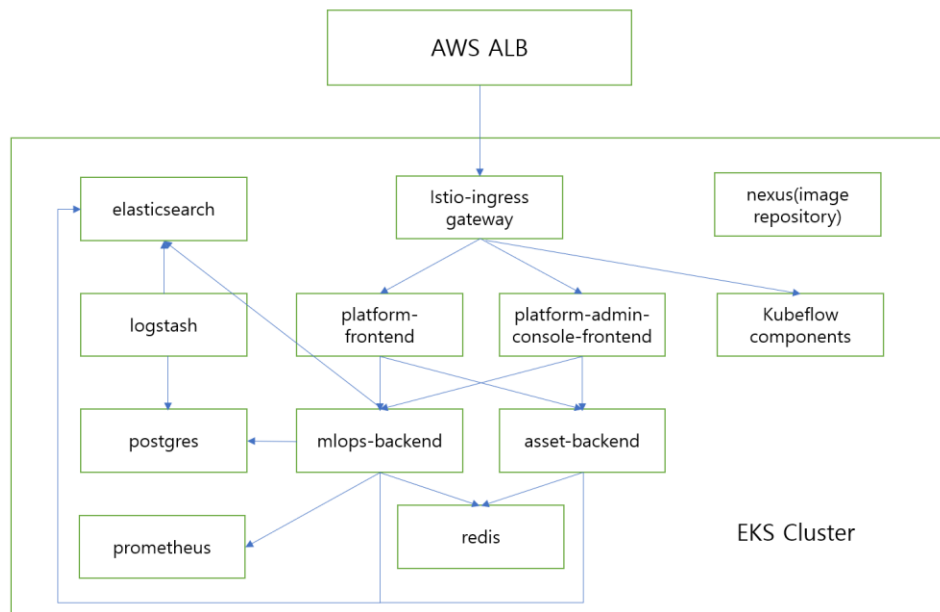 AWS ALB
elasticsearch
Istio-ingress
gateway
nexus(image
repository)
logstash
platform-
frontend
platform-admin-
console-frontend
Kubeflow
components
postgres
mlops-backend
asset-backend
prometheus
redis
EKS Cluster